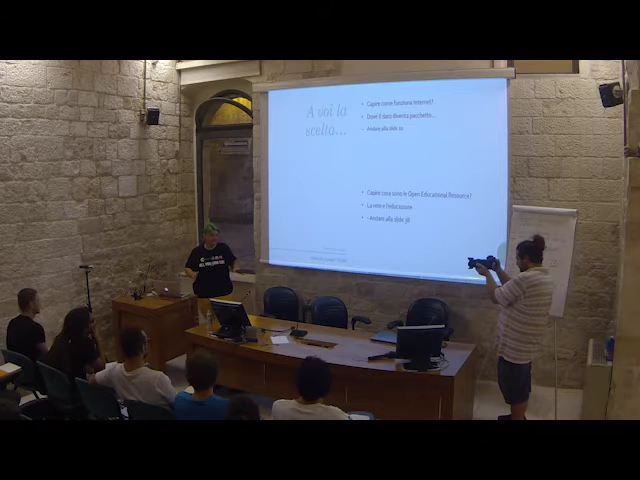 A voi la
scelta...
• Capire come funziona Internet?
• Dove il dato diventa pacchetto...
• Andare alla slide
• Capire cosa sono le Open Educational Resource?
• La rete e l'educazione
• - Andare alla slide 38